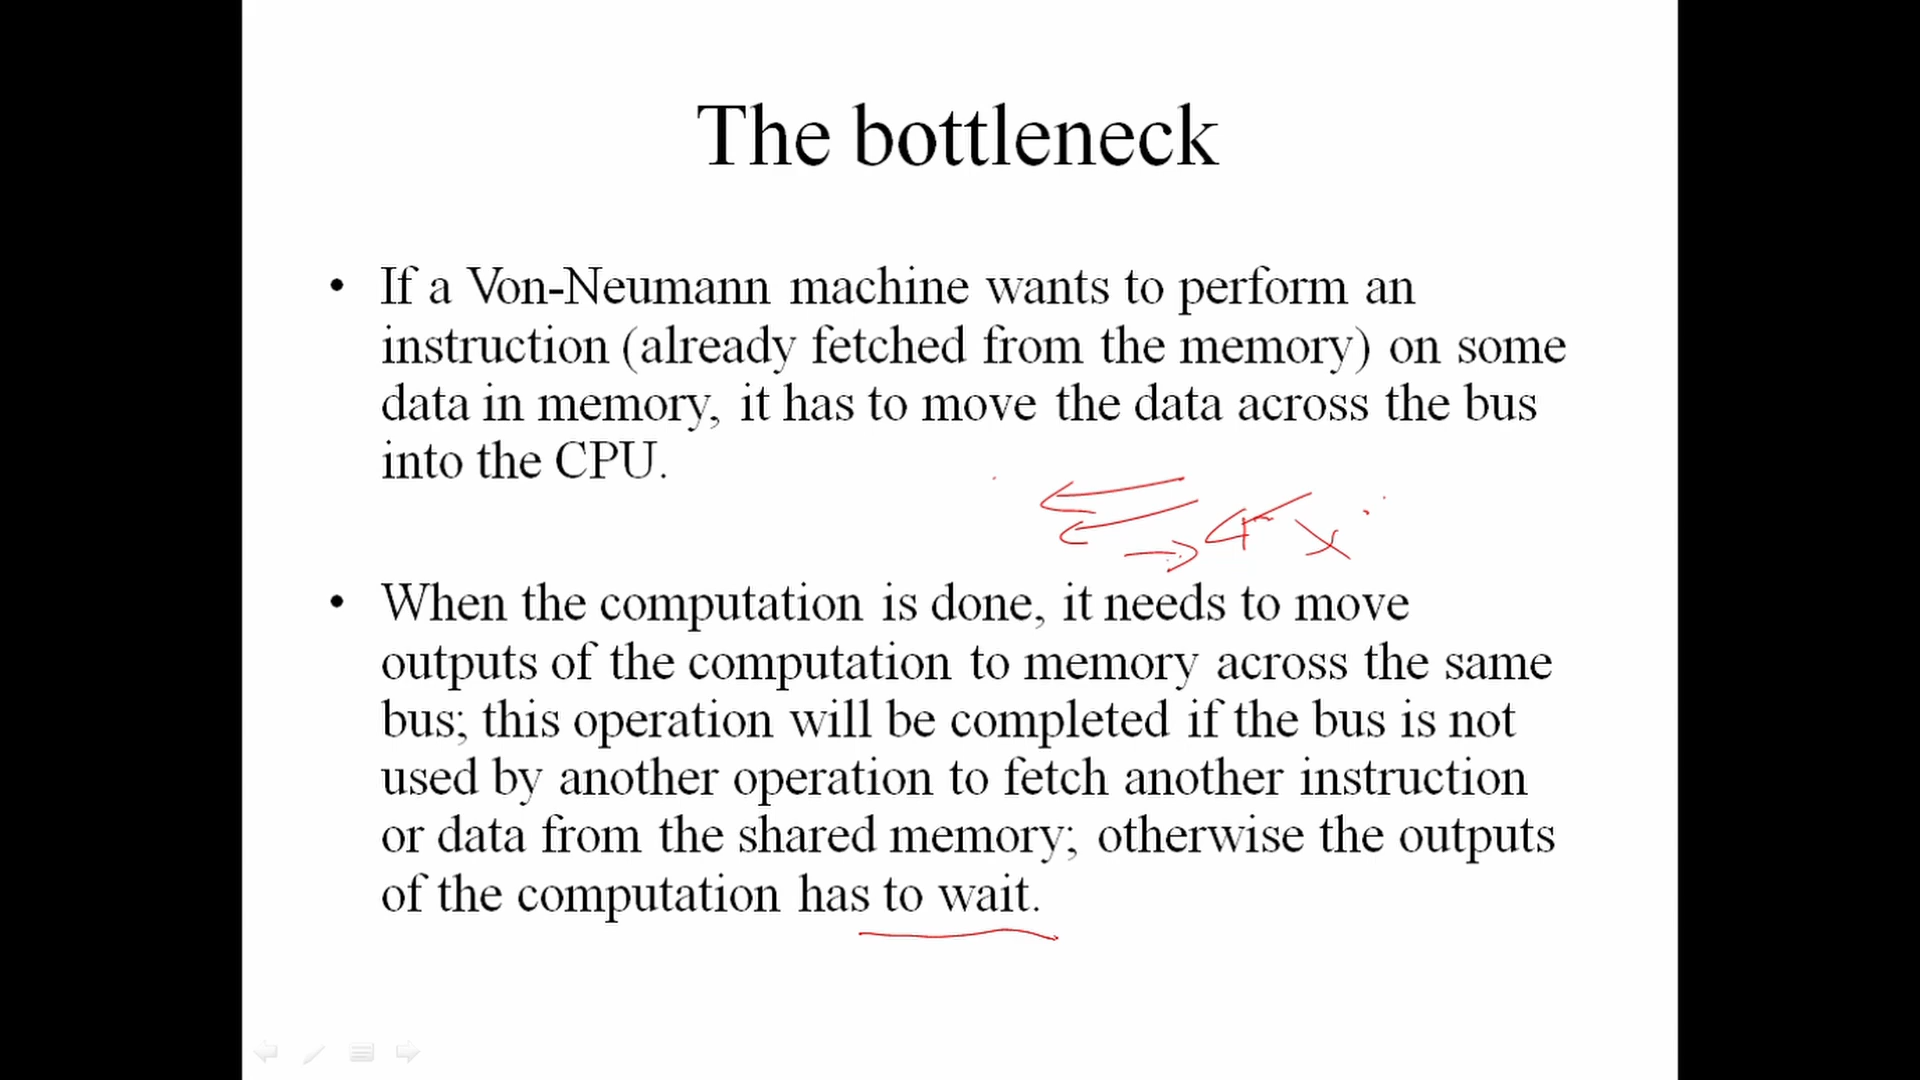 The bottleneck
• If a Von-Neumann machine wants to perform an
instruction (already fetched from the memory) on some
data in memory, it has to move the data across the bus
into the CPU.
• When the computation is done, it needs to move
outputs of the computation to memory across the same
bus; this operation will be completed if the bus is not
used by another operation to fetch another instruction
or data from the shared memory; otherwise the outputs
of the computation has to wait.